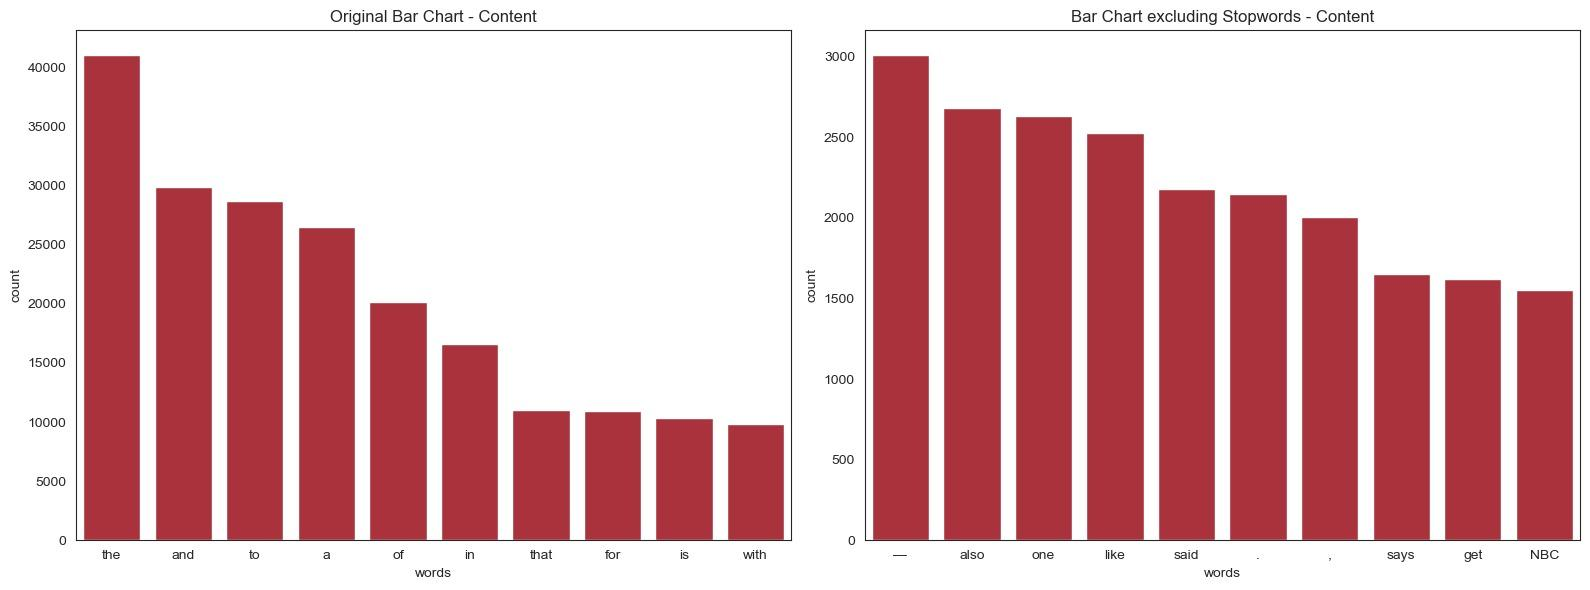 Original Bar Chart - Content
40000
35000
30000
25000
20000
15000
10000
5000
0
count
the and to a of in that for is with
words
Bar Chart excluding Stopwords - Content
3000
2500
2000
1500
1000
500
0
count
— also one like said . , says get NBC
words